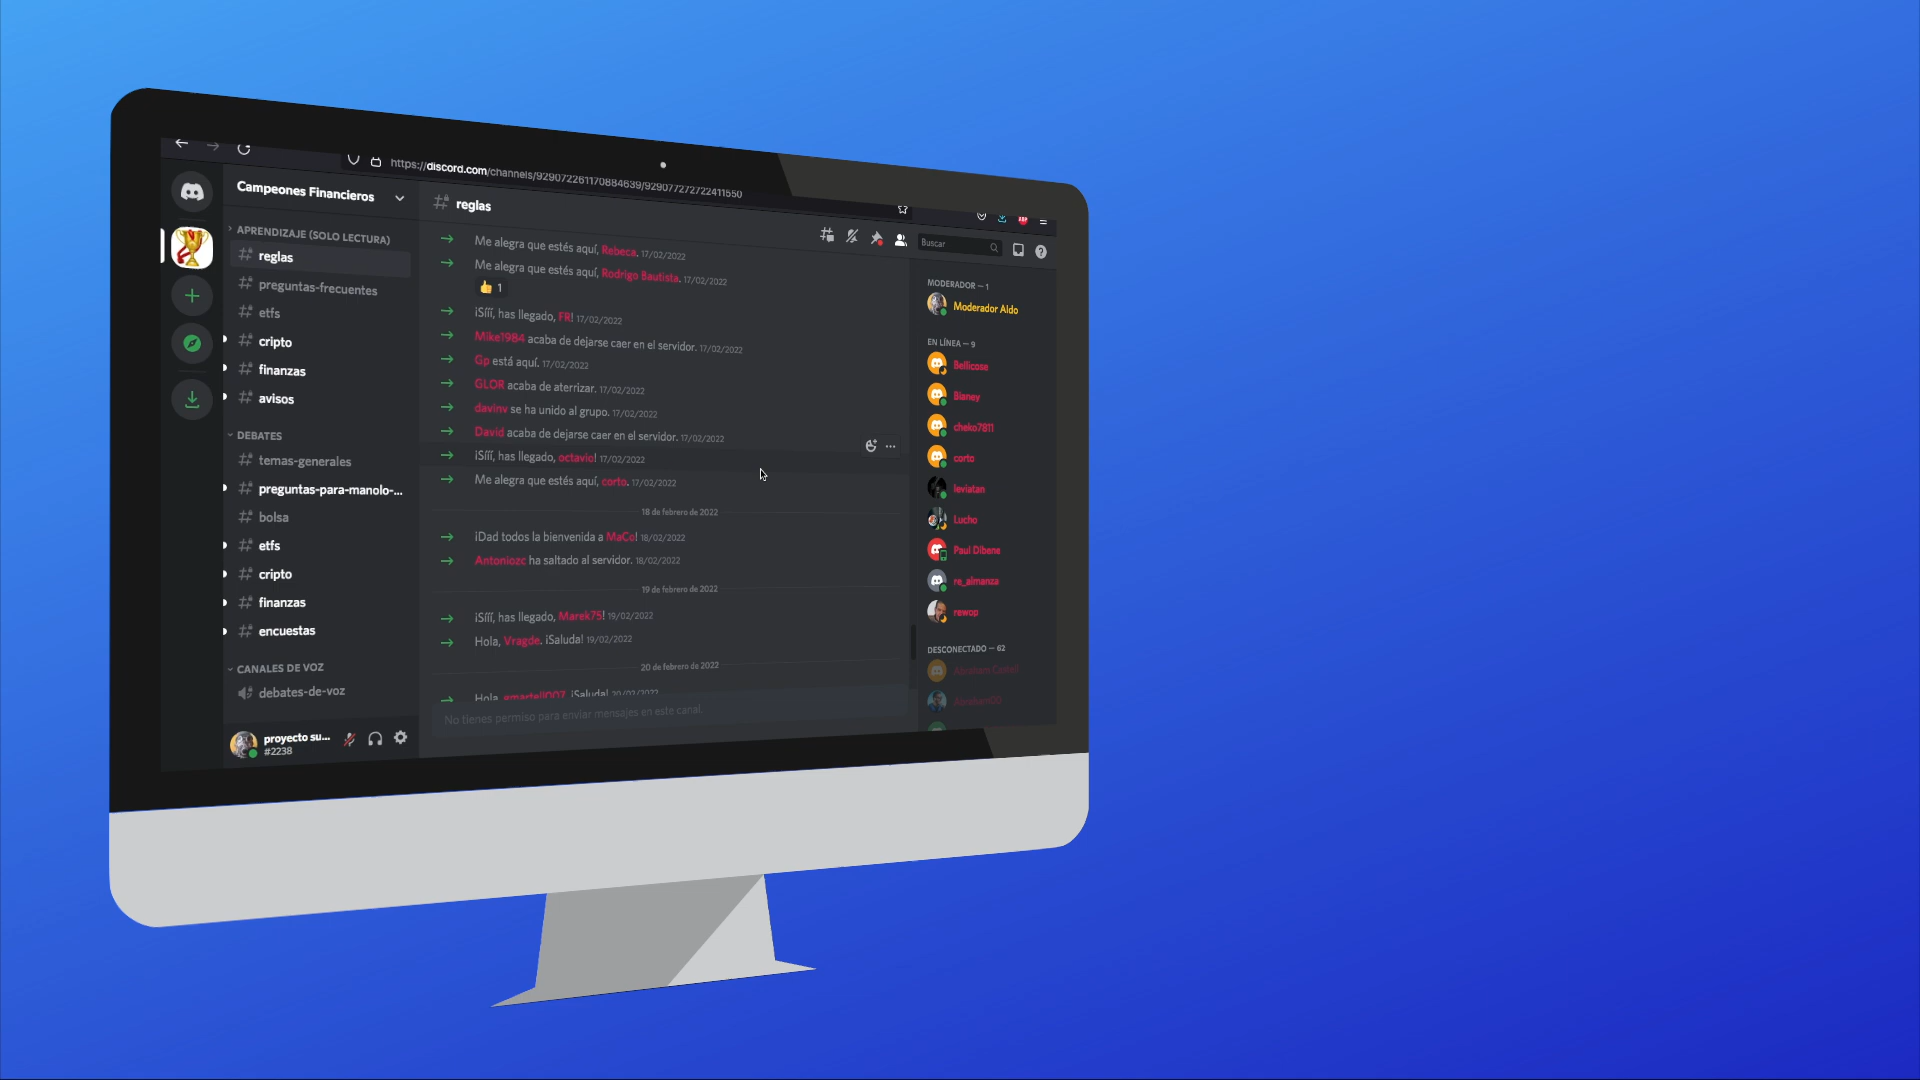 https://discord.com/channels/929072261170884639/929077272722411550
Campeones Financieros
APRENDIZAJE (SOLO LECTURA)
reglas
preguntas-frecuentes
etfs
cripto
finanzas
avisos
DEBATES
temas-generales
preguntas-para-manolo-...
bolsa
etfs
cripto
finanzas
encuestas
CANALES DE VOZ
debates-de-voz
proyecto su...
#2238
reglas
Me alegra que estés aquí, Rebeca. 17/02/2022
Me alegra que estés aquí, Rodrigo Bautista. 17/02/2022
1
¡Sííí, has llegado, FR! 17/02/2022
Mike1984 acaba de dejarse caer en el servidor. 17/02/2022
Gp está aquí. 17/02/2022
GLOR acaba de aterrizar. 17/02/2022
davinv se ha unido al grupo. 17/02/2022
David acaba de dejarse caer en el servidor. 17/02/2022
¡Sííí, has llegado, octavio! 17/02/2022
Me alegra que estés aquí, corto. 17/02/2022
18 de febrero de 2022
¡Dad todos la bienvenida a MaCo! 18/02/2022
Antoniozc ha saltado al servidor. 18/02/2022
19 de febrero de 2022
¡Sííí, has llegado, Marek75! 19/02/2022
Hola, Vragde. ¡Saluda! 19/02/2022
20 de febrero de 2022
Hola, amartell007. ¡Saluda! 20/02/2022
No tienes permiso para enviar mensajes en este canal.
Buscar
MODERADOR — 1
Moderador Aldo
EN LÍNEA — 9
Bellicose
Bianey
cheko7811
corto
leviatan
Lucho
Paul Dibene
re_almanza
rewop
DESCONECTADO — 62